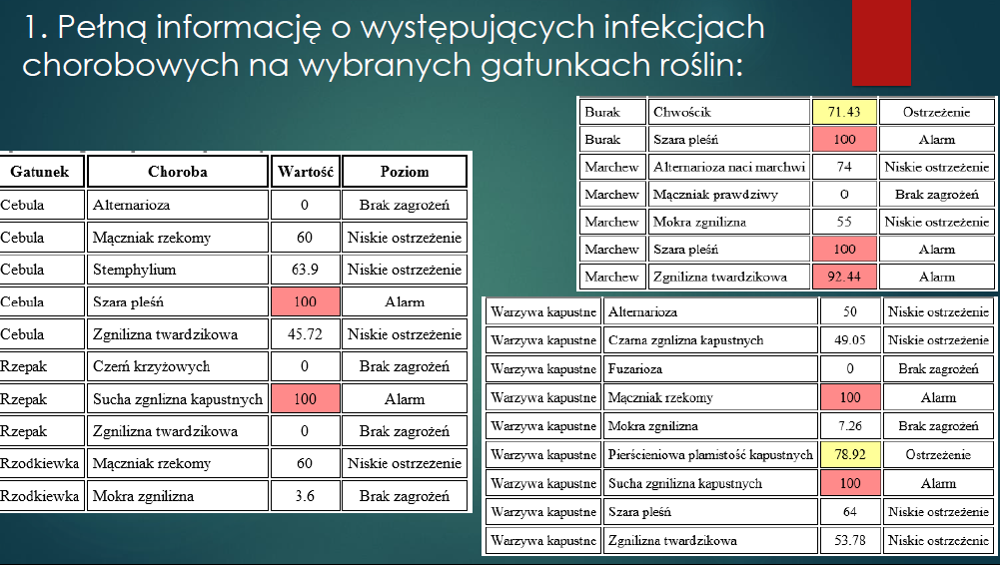 1. Pełną informację o występujących infekcjach
chorobowych na wybranych gatunkach roślin:
Gatunek Choroba Wartość Poziom
Cebula Alternarioza 0 Brak zagrożeń
Cebula Mączniak rzekomy 60 Niskie ostrzeżenie
Cebula Stemphylium 63.9 Niskie ostrzeżenie
Cebula Szara pleśń 100 Alarm
Cebula Zgnilizna twardzikowa 45.72 Niskie ostrzeżenie
Rzepak Czerń krzyżowych 0 Brak zagrożeń
Rzepak Sucha zgnlizna kapustnych 100 Alarm
Rzepak Zgnilizna twardzikowa 0 Brak zagrożeń
Rzodkiewka Mączniak rzekomy 60 Niskie ostrzeżenie
Rzodkiewka Mokra zgnilizna 3.6 Brak zagrożeń
Burak Chwościk 71.43 Ostrzeżenie
Burak Szara pleśń 100 Alarm
Marchew Alternarioza naci marchwi 74 Niskie ostrzeżenie
Marchew Mączniak prawdziwy 0 Brak zagrożeń
Marchew Mokra zgnilizna 55 Niskie ostrzeżenie
Marchew Szara pleśń 100 Alarm
Marchew Zgnilizna twardzikowa 92.44 Alarm
Warzywa kapustne Alternarioza 50 Niskie ostrzeżenie
Warzywa kapustne Czarna zgnlizna kapustnych 49.05 Niskie ostrzeżenie
Warzywa kapustne Fuzarioza 0 Brak zagrożeń
Warzywa kapustne Mączniak rzekomy 100 Alarm
Warzywa kapustne Mokra zgnilizna 7.26 Brak zagrożeń
Warzywa kapustne Pierścieniowa plamistość kapustnych 78.92 Ostrzeżenie
Warzywa kapustne Sucha zgnilizna kapustnych 100 Alarm
Warzywa kapustne Szara pleśń 64 Niskie ostrzeżenie
Warzywa kapustne Zgnilizna twardzikowa 53.78 Niskie ostrzeżenie